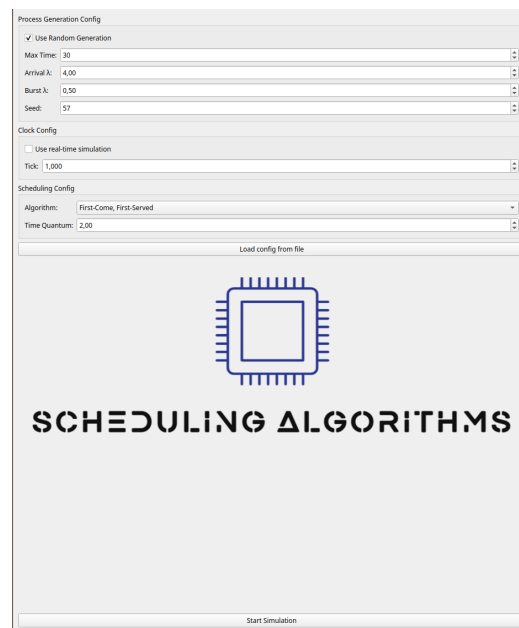 Process Generation Config
Use Random Generation
Max Time: 30
Arrival λ: 4,00
Burst λ: 0,50
Seed: 57
Clock Config
Use real-time simulation
Tick: 1,000
Scheduling Config
Algorithm: First-Come, First-Served
Time Quantum: 2,00
Load config from file
SCHEDULING ALGORITHMS
Start Simulation